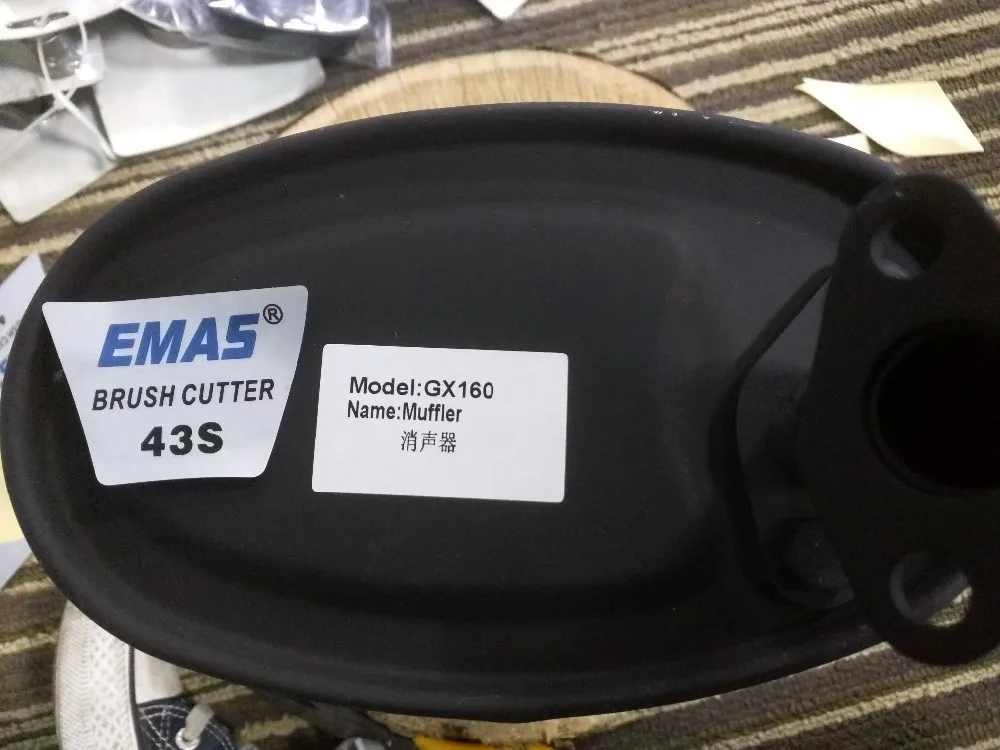 EMAS®
BRUSH CUTTER
43S
Model:GX160
Name:Muffler
消声器